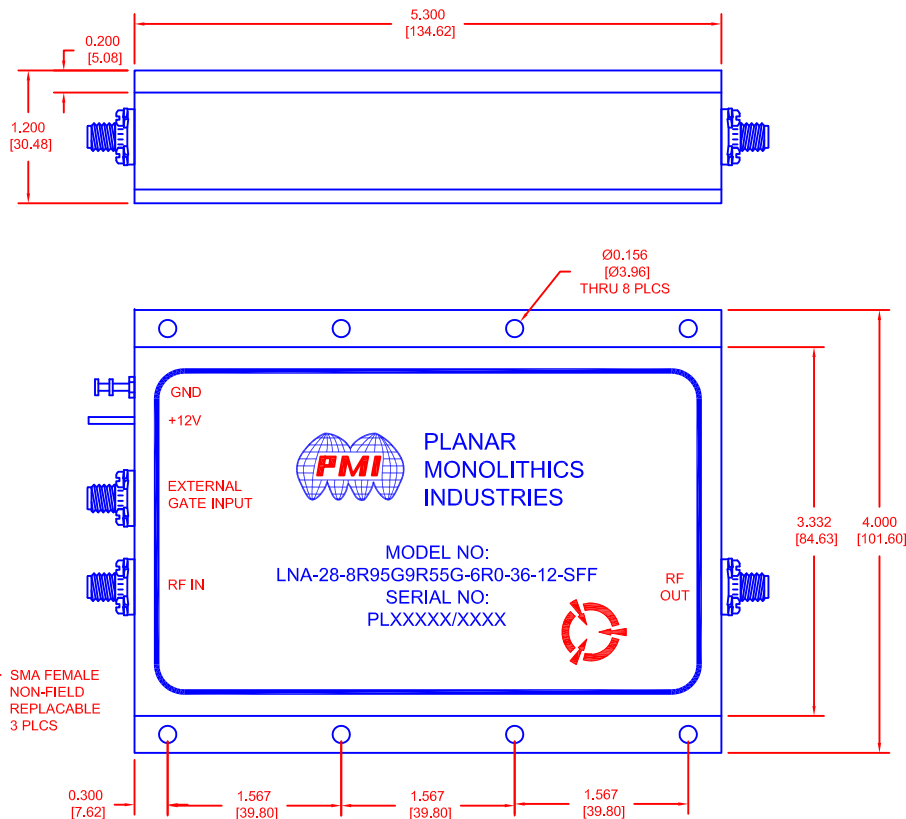 5.300
[134.62]
0.200
[5.08]
1.200
[30.48]
Ø0.156
[Ø3.96]
THRU 8 PLCS
GND
+12V
EXTERNAL
GATE INPUT
RF IN
PMI
PLANAR
MONOLITHICS
INDUSTRIES
MODEL NO:
LNA-28-8R95G9R55G-6R0-36-12-SFF
SERIAL NO:
PLXXXXX/XXXX
RF
OUT
3.332
[84.63]
4.000
[101.60]
SMA FEMALE
NON-FIELD
REPLACABLE
3 PLCS
0.300
[7.62]
1.567
[39.80]
1.567
[39.80]
1.567
[39.80]